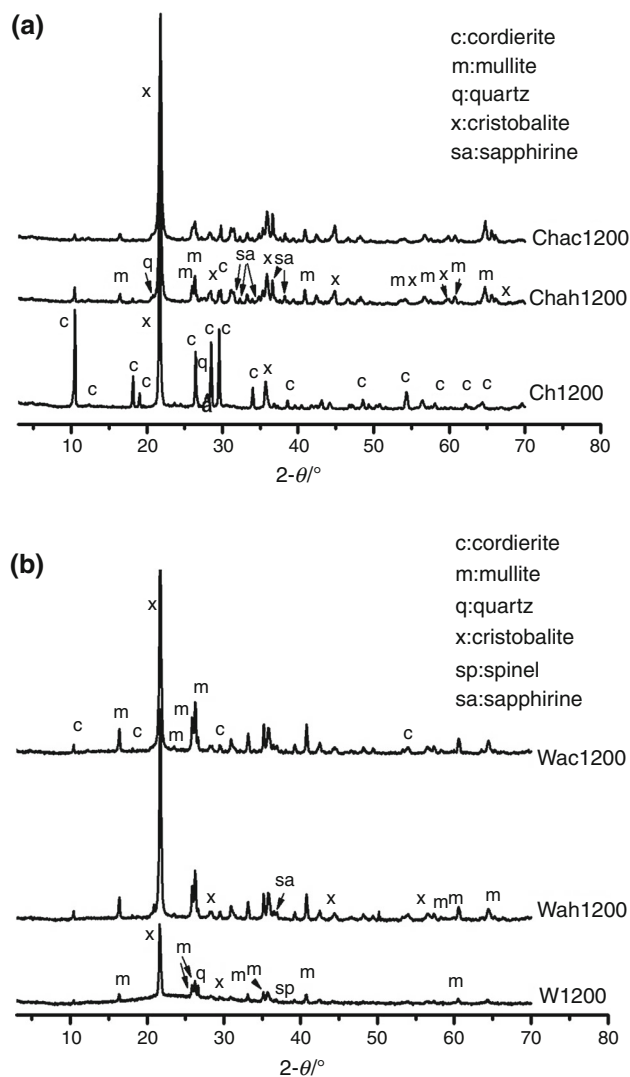 (a)
c:cordierite
m:mullite
q:quartz
x:cristobalite
sa:sapphirine
x
Chac1200
m
q
m
m
x
c
sa
x
sa
m
x
m
x
m
x
m
m
x
Chah1200
c
c
c
c
x
c
q
a
c
c
c
x
c
c
c
c
c
c
Ch1200
10 20 30 40 50 60 70 80
2-θ/°
(b)
c:cordierite
m:mullite
q:quartz
x:cristobalite
sp:spinel
sa:sapphirine
x
c
m
c
m
m
m
c
c
Wac1200
x
sa
x
x
m
m
m
Wah1200
x
m
m
q
x
m
m
sp
m
m
W1200
10 20 30 40 50 60 70 80
2-θ/°